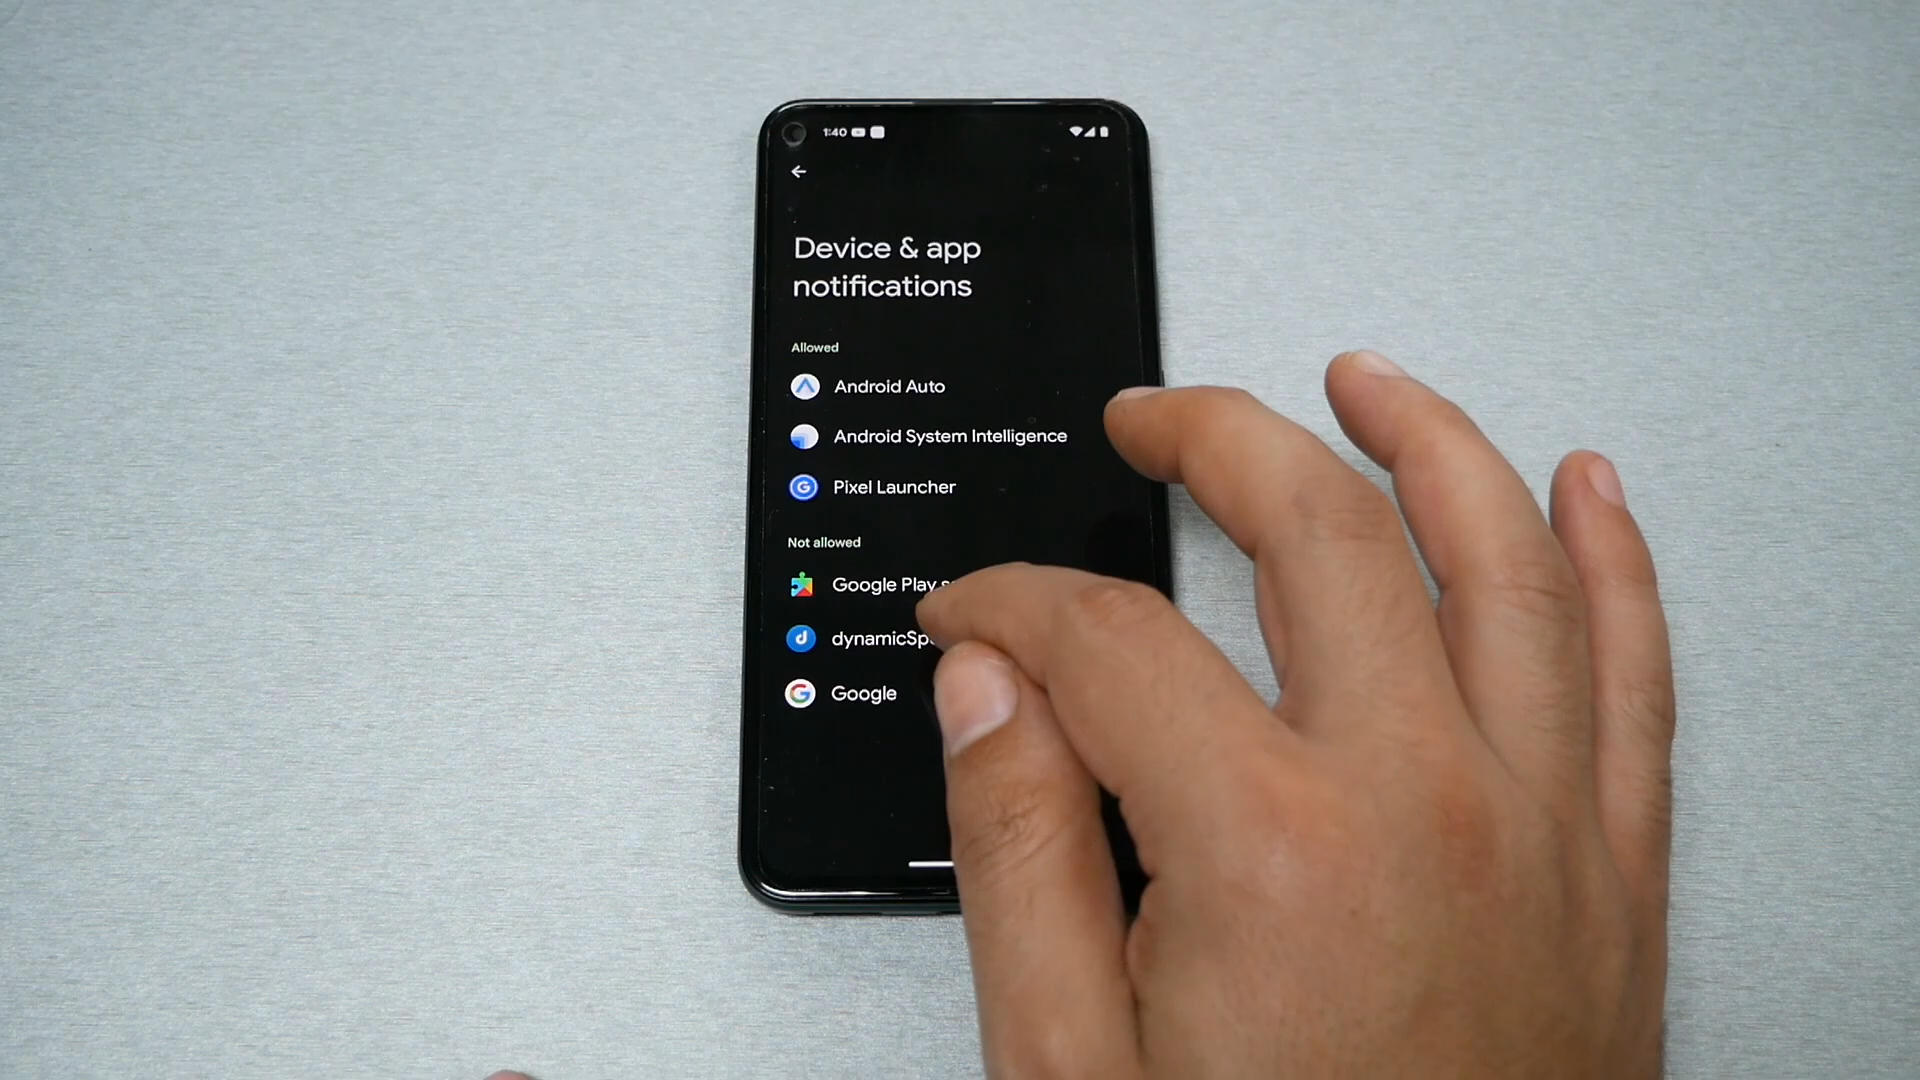 1:40
Device & app
notifications
Allowed
Android Auto
Android System Intelligence
Pixel Launcher
Not allowed
Google Play
Google